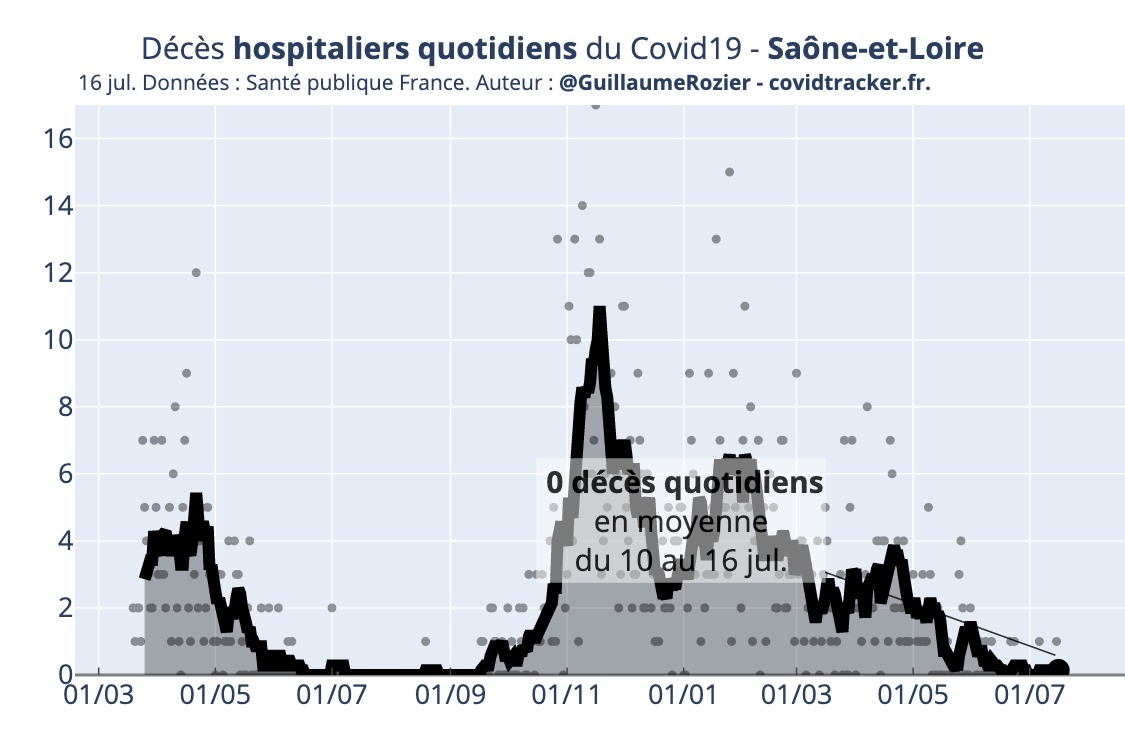 Décès hospitaliers quotidiens du Covid19 - Saône-et-Loire
16 jul. Données : Santé publique France. Auteur : @GuillaumeRozier - covidtracker.fr.
16
14
12
10
8
6
4
2
0
0 décès quotidiens
en moyenne
du 10 au 16 jul.
01/03 01/05 01/07 01/09 01/11 01/01 01/03 01/05 01/07